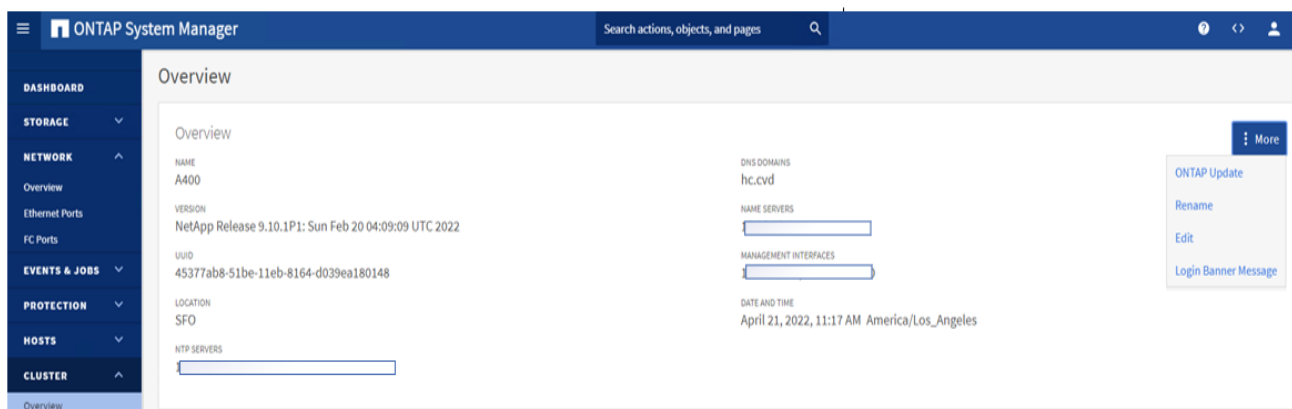 ONTAP System Manager
Search actions, objects, and pages
DASHBOARD
STORAGE
NETWORK
Overview
Ethernet Ports
FC Ports
EVENTS & JOBS
PROTECTION
HOSTS
CLUSTER
Overview
Overview
Overview
More
ONTAP Update
Rename
Edit
Login Banner Message
NAME
A400
VERSION
NetApp Release 9.10.1P1: Sun Feb 20 04:09:09 UTC 2022
UUID
45377ab8-51be-11eb-8164-d039ea180148
LOCATION
SFO
NTP SERVERS
DNS DOMAINS
hc.cvd
NAME SERVERS
MANAGEMENT INTERFACES
DATE AND TIME
April 21, 2022, 11:17 AM America/Los_Angeles